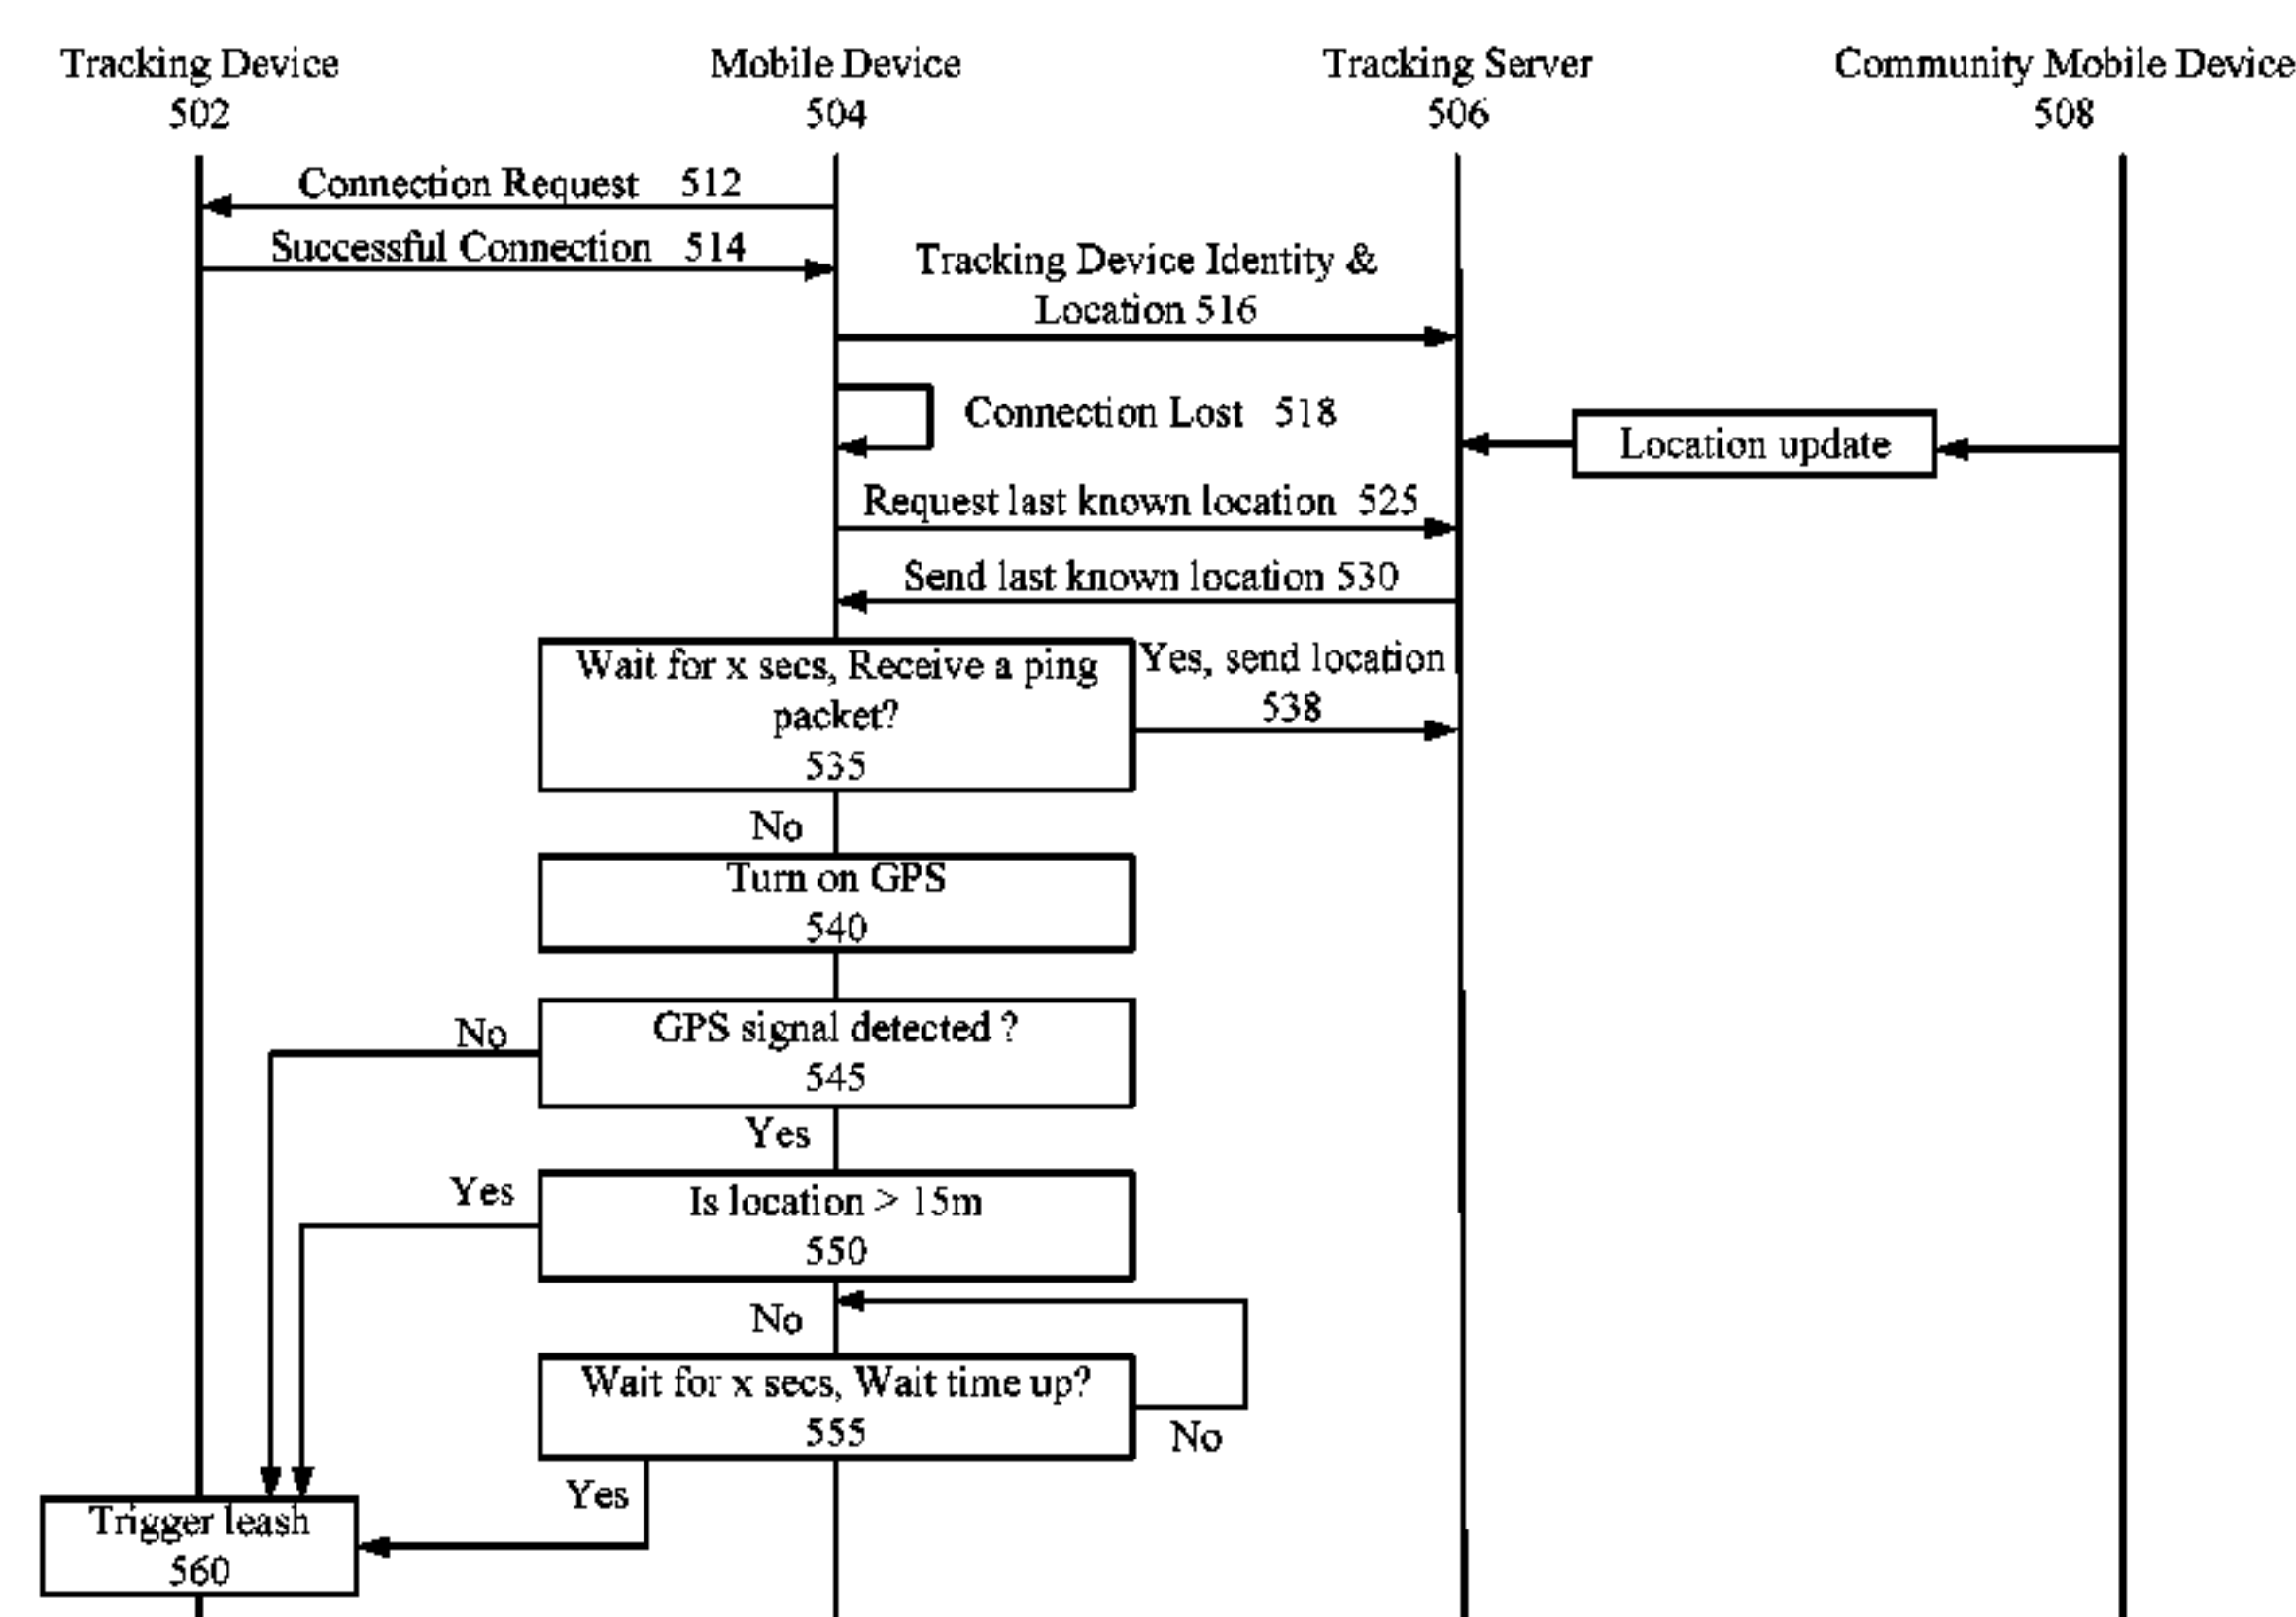 Tracking Device
502
Mobile Device
504
Tracking Server
506
Community Mobile Device
508
Connection Request 512
Successful Connection 514
Tracking Device Identity &
Location 516
Connection Lost 518
Location update
Request last known location 525
Send last known location 530
Wait for x secs, Receive a ping
packet?
535
Yes, send location
538
No
Turn on GPS
540
GPS signal detected ?
545
No
Yes
Is location > 15m
550
Yes
No
Wait for x secs, Wait time up?
555
No
Yes
Trigger leash
560